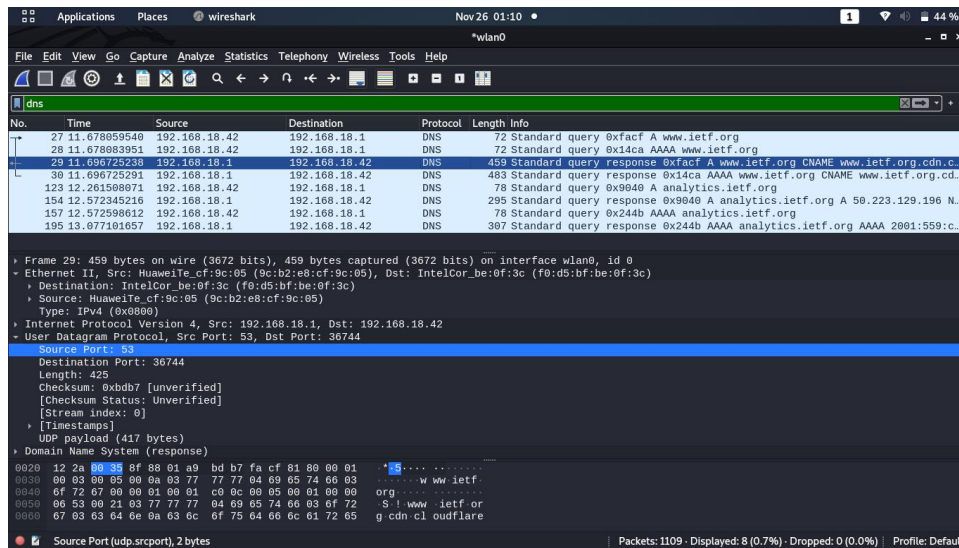 Applications Places wireshark Nov 26 01:10 1 44 %
*wlan0
File Edit View Go Capture Analyze Statistics Telephony Wireless Tools Help
dns
No. Time Source Destination Protocol Length Info
27 11.678059540 192.168.18.42 192.168.18.1 DNS 72 Standard query 0xfacf A www.ietf.org
28 11.678083951 192.168.18.42 192.168.18.1 DNS 72 Standard query 0x14ca AAAA www.ietf.org
29 11.696725238 192.168.18.1 192.168.18.42 DNS 459 Standard query response 0xfacf A www.ietf.org CNAME www.ietf.org.cdn.c…
30 11.696725291 192.168.18.1 192.168.18.42 DNS 483 Standard query response 0x14ca AAAA www.ietf.org CNAME www.ietf.org.cd…
123 12.261508071 192.168.18.42 192.168.18.1 DNS 78 Standard query 0x9040 A analytics.ietf.org
154 12.572345216 192.168.18.1 192.168.18.42 DNS 295 Standard query response 0x9040 A analytics.ietf.org A 50.223.129.196 N…
157 12.572598612 192.168.18.42 192.168.18.1 DNS 78 Standard query 0x244b AAAA analytics.ietf.org
195 13.077101657 192.168.18.1 192.168.18.42 DNS 307 Standard query response 0x244b AAAA analytics.ietf.org AAAA 2001:559:c…
Frame 29: 459 bytes on wire (3672 bits), 459 bytes captured (3672 bits) on interface wlan0, id 0
Ethernet II, Src: HuaweiTe_cf:9c:05 (9c:b2:e8:cf:9c:05), Dst: IntelCor_be:0f:3c (f0:d5:bf:be:0f:3c)
Destination: IntelCor_be:0f:3c (f0:d5:bf:be:0f:3c)
Source: HuaweiTe_cf:9c:05 (9c:b2:e8:cf:9c:05)
Type: IPv4 (0x0800)
Internet Protocol Version 4, Src: 192.168.18.1, Dst: 192.168.18.42
User Datagram Protocol, Src Port: 53, Dst Port: 36744
Source Port: 53
Destination Port: 36744
Length: 425
Checksum: 0xbdb7 [unverified]
[Checksum Status: Unverified]
[Stream index: 0]
[Timestamps]
UDP payload (417 bytes)
Domain Name System (response)
0020 12 2a 00 35 8f 88 01 a9 bd b7 fa cf 81 80 00 01 ·*·5···· ········
0030 00 03 00 05 00 0a 03 77 77 77 04 69 65 74 66 03 ·······w ww·ietf·
0040 6f 72 67 00 00 01 00 01 c0 0c 00 05 00 01 00 00 org····· ········
0050 06 53 00 21 03 77 77 77 04 69 65 74 66 03 6f 72 ·S·!·www ·ietf·or
0060 67 03 63 64 6e 0a 63 6c 6f 75 64 66 6c 61 72 65 g·cdn·cl oudflare
Source Port (udp.srcport), 2 bytes Packets: 1109 · Displayed: 8 (0.7%) · Dropped: 0 (0.0%) Profile: Defaul